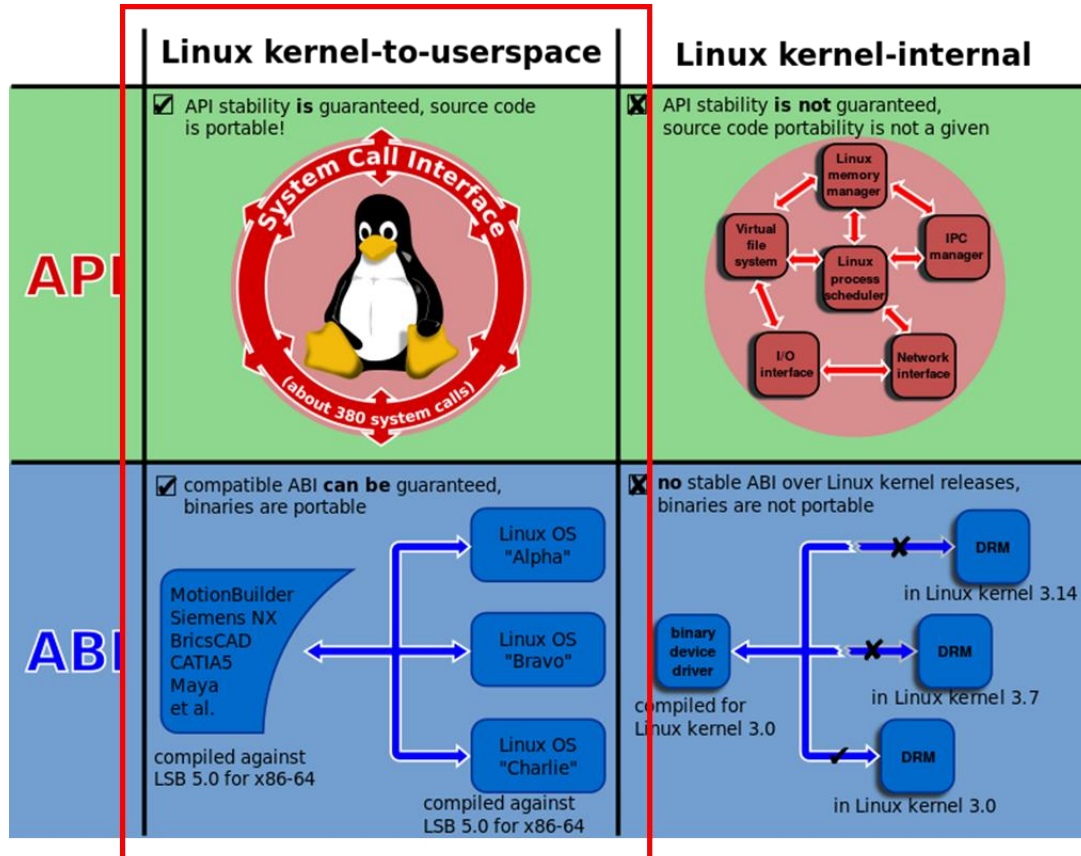 Linux kernel-to-userspace
Linux kernel-internal
API
API stability is guaranteed, source code
is portable!
System Call Interface
(about 380 system calls)
API stability is not guaranteed,
source code portability is not a given
Linux
memory
manager
Virtual
file
system
IPC
manager
Linux
process
scheduler
I/O
interface
Network
interface
ABI
compatible ABI can be guaranteed,
binaries are portable
MotionBuilder
Siemens NX
BricsCAD
CATIA5
Maya
et al.
compiled against
LSB 5.0 for x86-64
Linux OS
"Alpha"
Linux OS
"Bravo"
Linux OS
"Charlie"
compiled against
LSB 5.0 for x86-64
no stable ABI over Linux kernel releases,
binaries are not portable
binary
device
driver
compiled for
Linux kernel 3.0
DRM
in Linux kernel 3.14
DRM
in Linux kernel 3.7
DRM
in Linux kernel 3.0